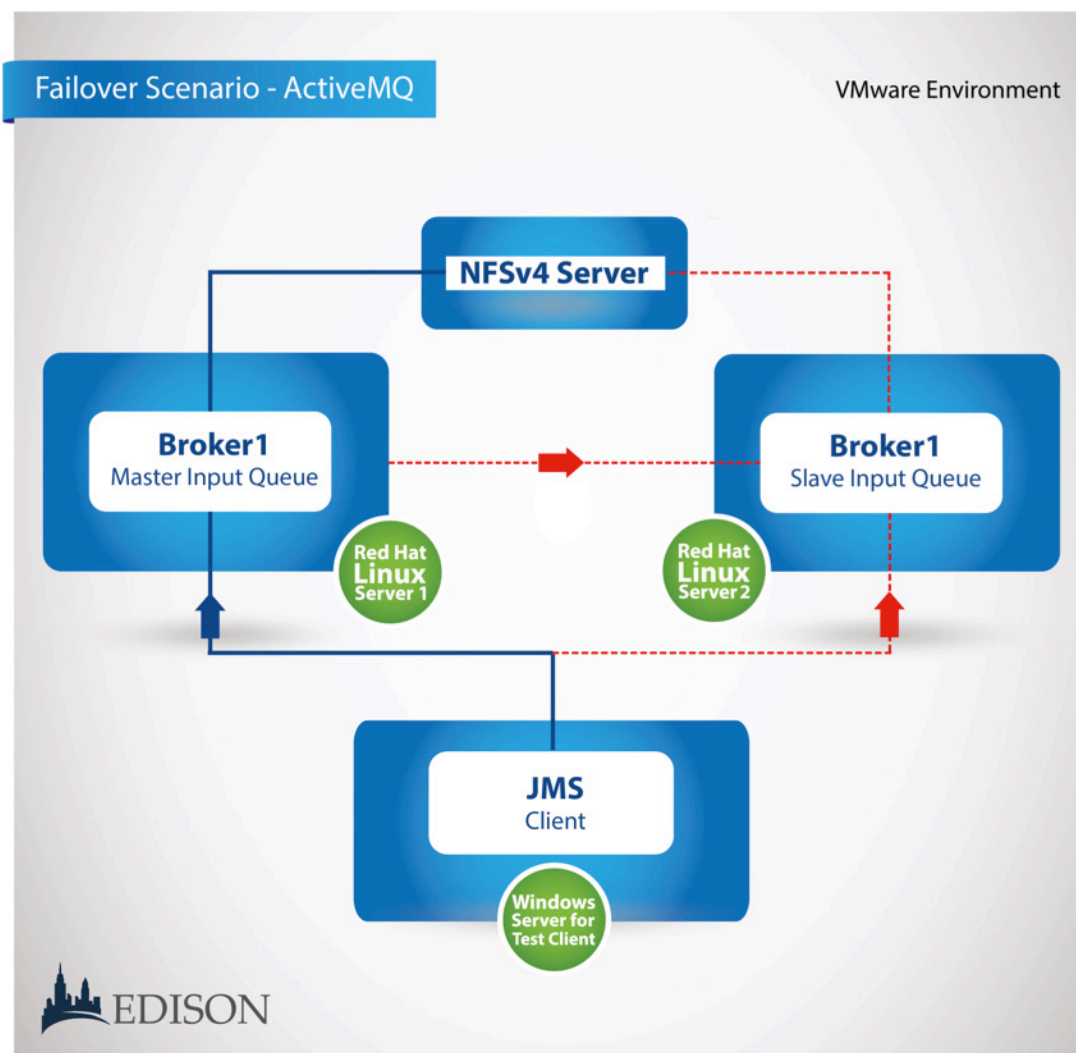 Failover Scenario - ActiveMQ
VMware Environment
NFSv4 Server
Broker1
Master Input Queue
Broker1
Slave Input Queue
Red Hat
Linux
Server 1
Red Hat
Linux
Server 2
JMS
Client
Windows
Server for
Test Client
EDISON